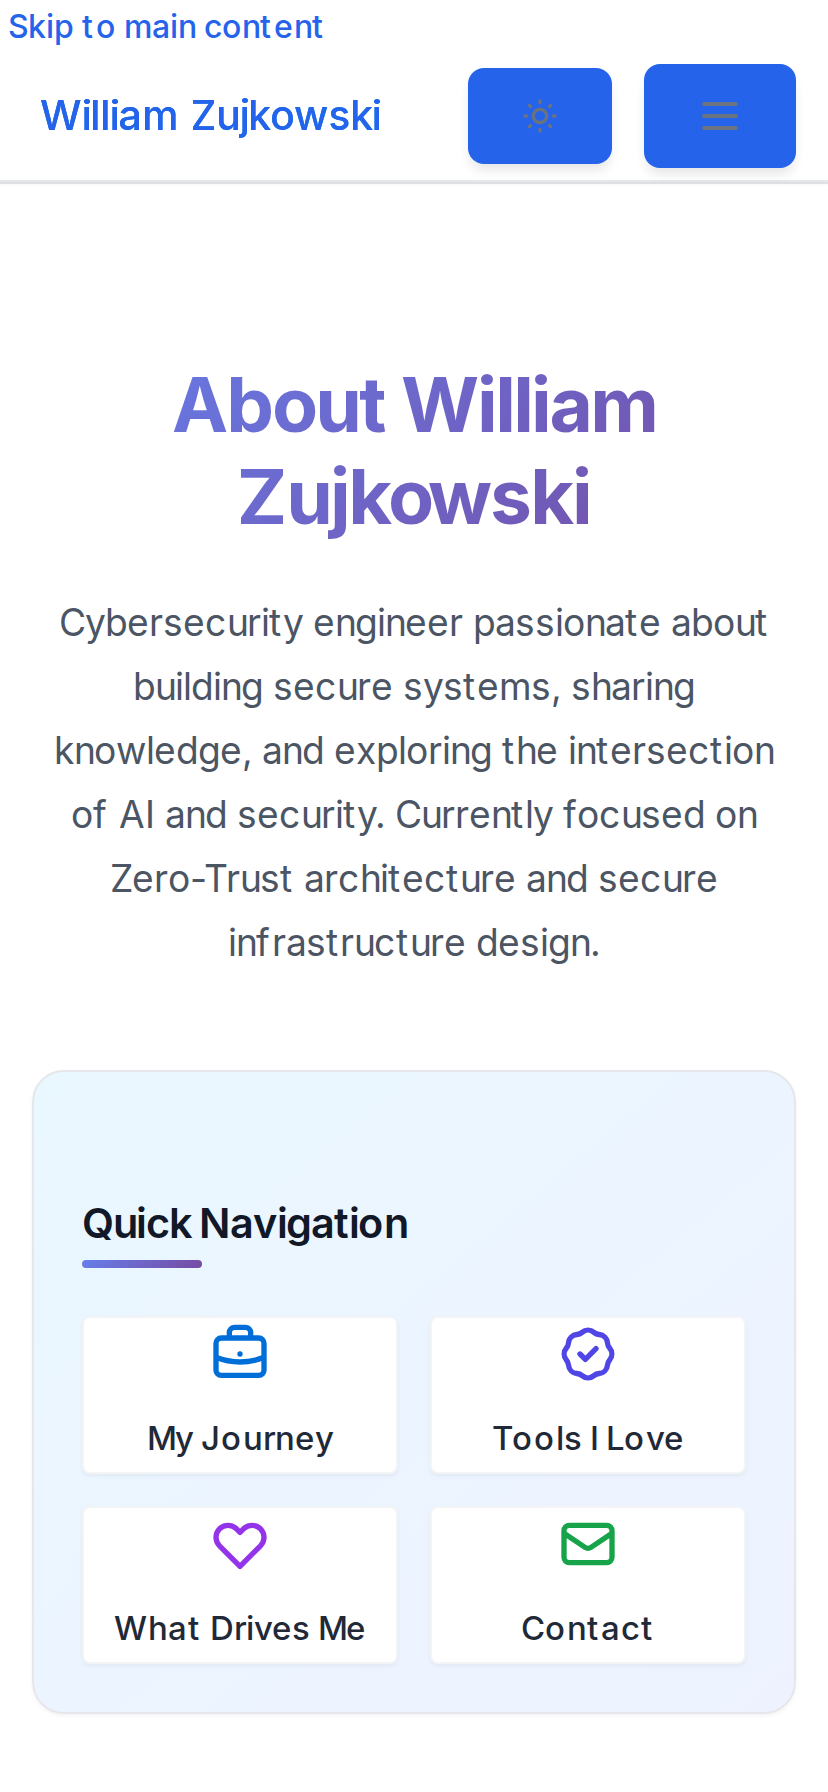 Skip to main content
William Zujkowski
About William
Zujkowski
Cybersecurity engineer passionate about
building secure systems, sharing
knowledge, and exploring the intersection
of AI and security. Currently focused on
Zero-Trust architecture and secure
infrastructure design.
Quick Navigation
My Journey
Tools I Love
What Drives Me
Contact